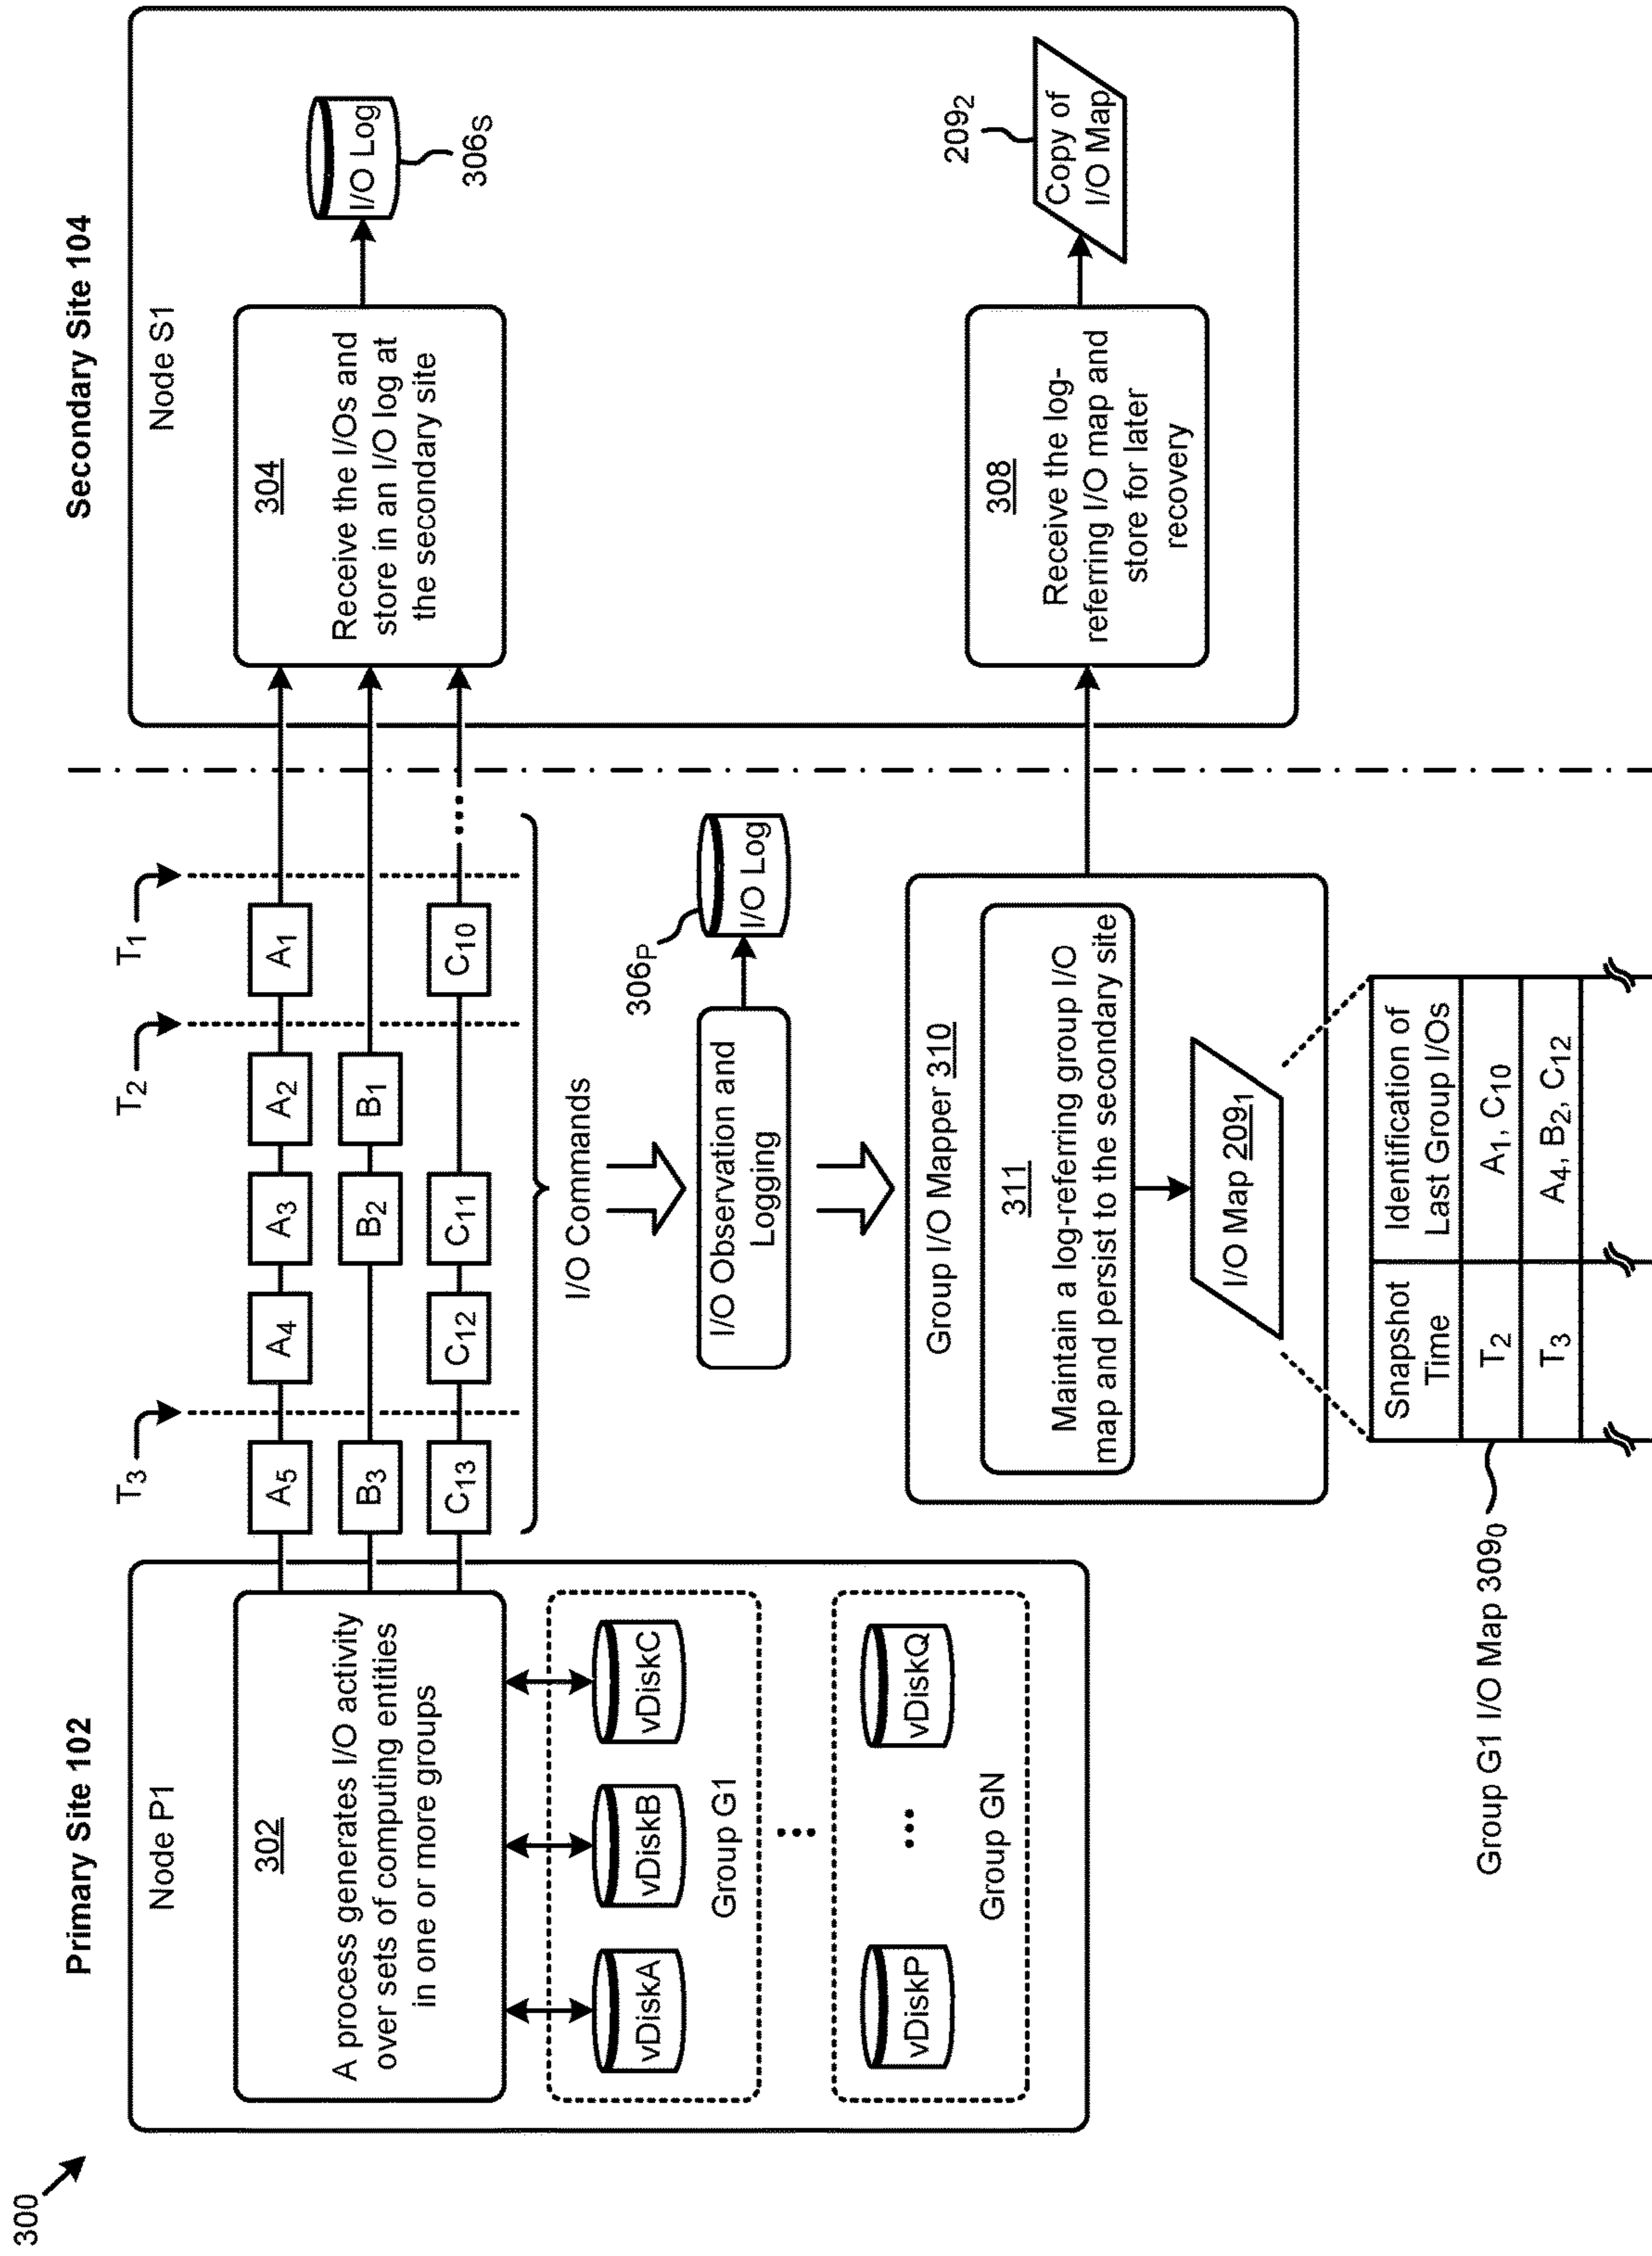 300
Primary Site 102
Secondary Site 104
Node P1
302
A process generates I/O activity
over sets of computing entities
in one or more groups
vDiskA
vDiskB
vDiskC
Group G1
vDiskP
...
vDiskQ
Group GN
T3
T2
T1
A5
A4
A3
A2
A1
B3
B2
B1
C13
C12
C11
C10
I/O Commands
I/O Observation and
Logging
306P
I/O Log
Group I/O Mapper 310
311
Maintain a log-referring group I/O
map and persist to the secondary site
I/O Map 2091
Group G1 I/O Map 3090
Snapshot
Time
Identification of
Last Group I/Os
T2
A1, C10
T3
A4, B2, C12
Node S1
304
Receive the I/Os and
store in an I/O log at
the secondary site
I/O Log
306S
308
Receive the log-
referring I/O map and
store for later
recovery
2092
Copy of
I/O Map